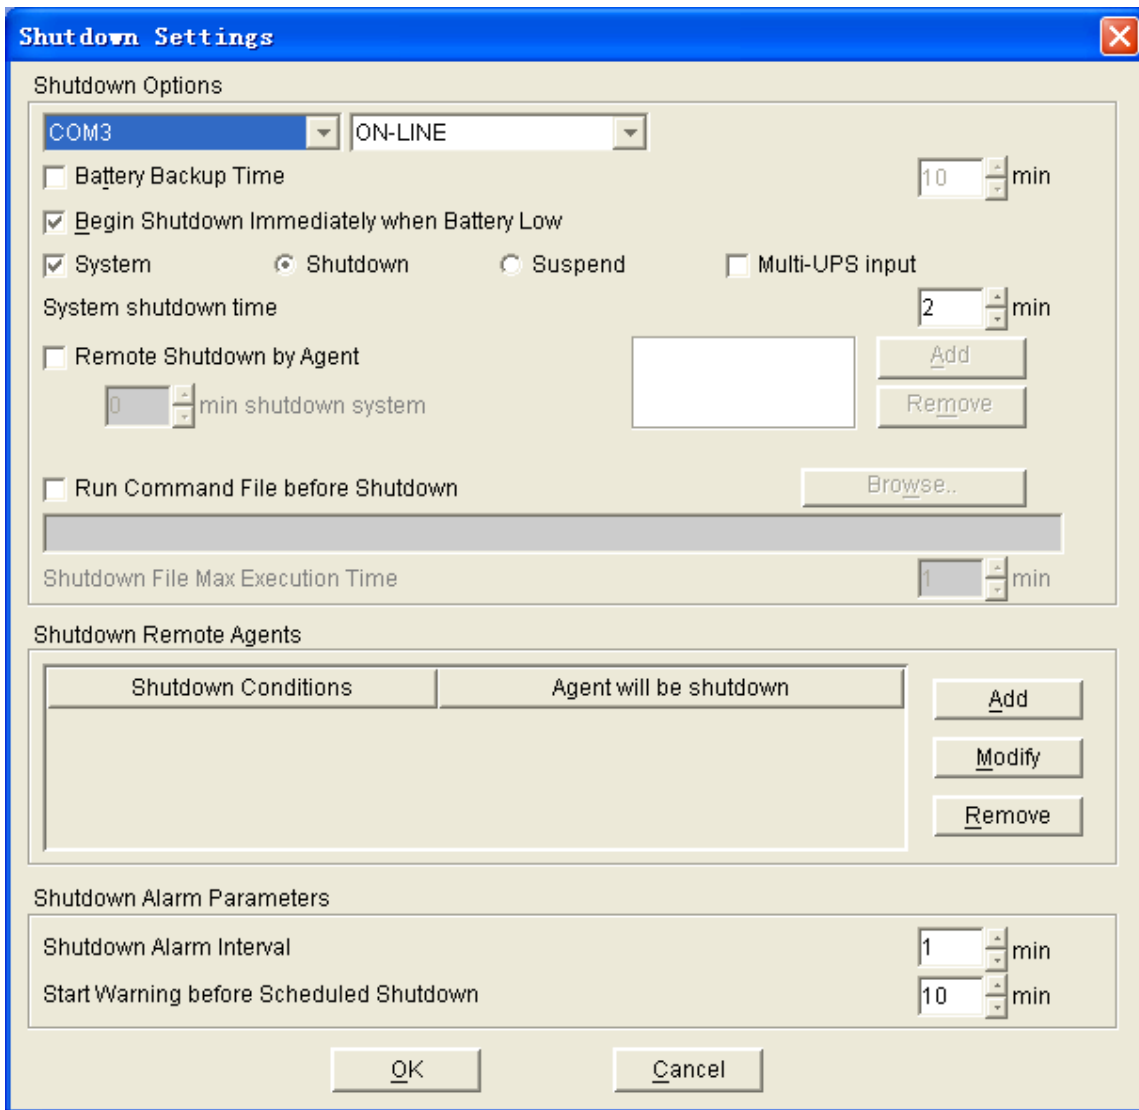 Shutdown Settings
Shutdown Options
COM3 ON-LINE
Battery Backup Time 10 min
Begin Shutdown Immediately when Battery Low
System Shutdown Suspend Multi-UPS input
System shutdown time 2 min
Remote Shutdown by Agent Add
0 min shutdown system Remove
Run Command File before Shutdown Browse..
Shutdown File Max Execution Time 1 min
Shutdown Remote Agents
Shutdown Conditions Agent will be shutdown Add
Modify
Remove
Shutdown Alarm Parameters
Shutdown Alarm Interval 1 min
Start Warning before Scheduled Shutdown 10 min
OK Cancel